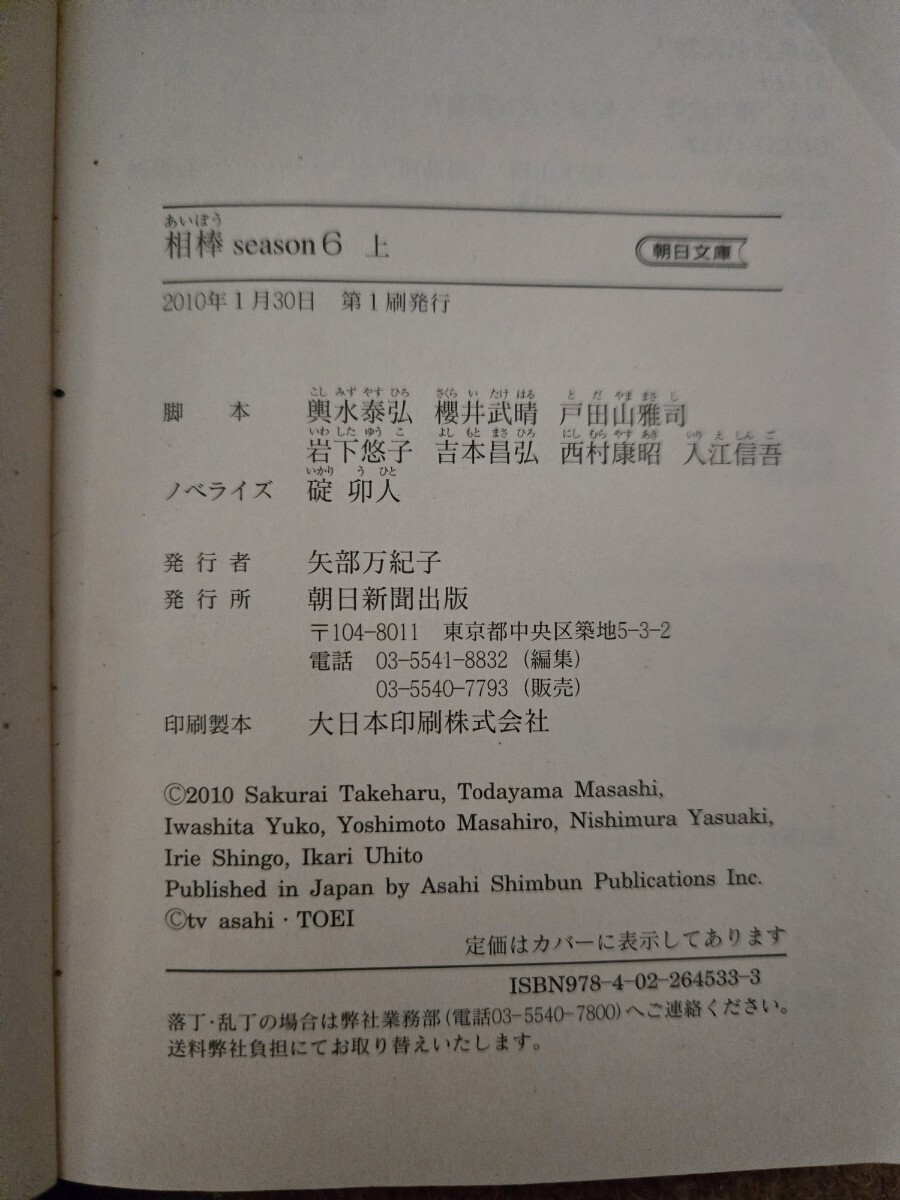 あいぼう
相棒 season6 上
朝日文庫
2010年1月30日 第1刷発行
こし みず やす ひろ さくら い たけ はる と だ やま まさ し
脚 本 輿水泰弘 櫻井武晴 戸田山雅司
いわ した ゆう こ よし もと まさ ひろ にし むら やす あき いり え しん ご
岩下悠子 吉本昌弘 西村康昭 入江信吾
いかり う ひと
ノベライズ 碇 卯人
発行者 矢部万紀子
発行所 朝日新聞出版
〒104-8011 東京都中央区築地5-3-2
電話 03-5541-8832(編集)
03-5540-7793(販売)
印刷製本 大日本印刷株式会社
©2010 Sakurai Takeharu, Todayama Masashi,
Iwashita Yuko, Yoshimoto Masahiro, Nishimura Yasuaki,
Irie Shingo, Ikari Uhito
Published in Japan by Asahi Shimbun Publications Inc.
©tv asahi・TOEI
定価はカバーに表示してあります
ISBN978-4-02-264533-3
落丁・乱丁の場合は弊社業務部(電話03-5540-7800)へご連絡ください。
送料弊社負担にてお取り替えいたします。